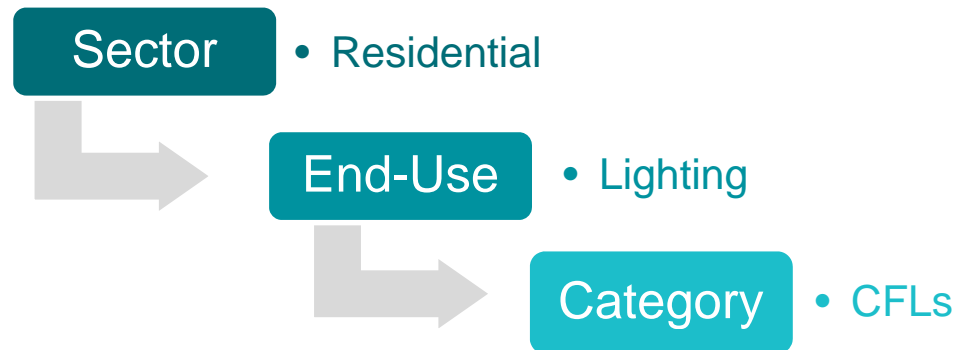 Sector • Residential
End-Use • Lighting
Category • CFLs